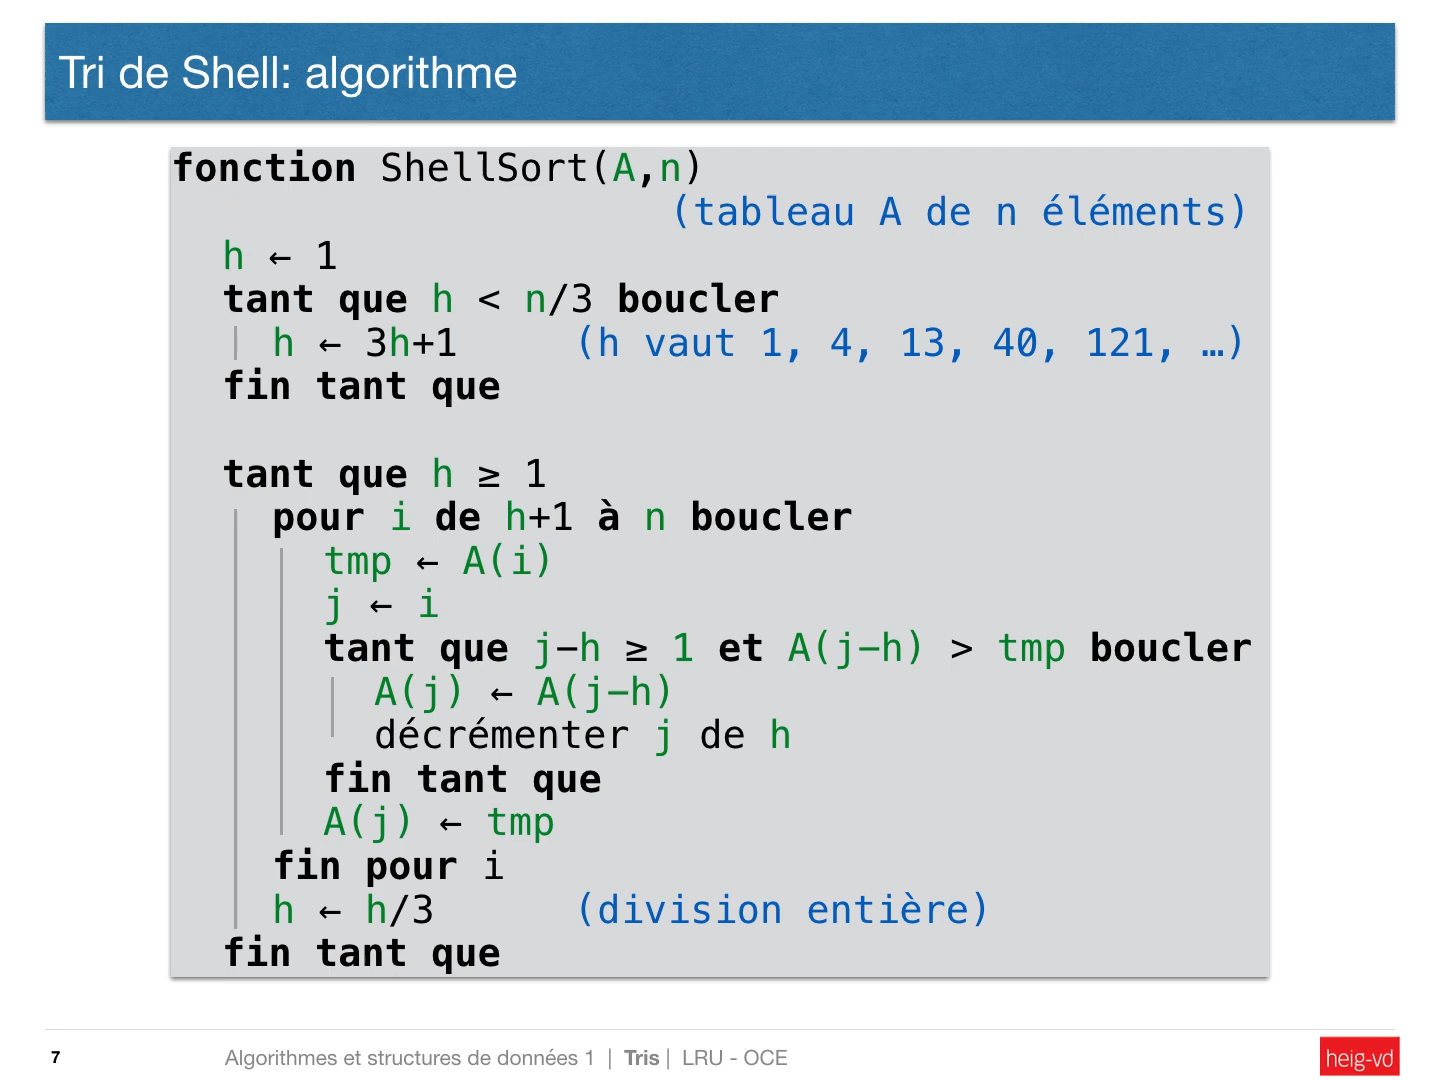 Tri de Shell: algorithme
fonction ShellSort(A,n)
(tableau A de n éléments)
h ← 1
tant que h < n/3 boucler
h ← 3h+1 (h vaut 1, 4, 13, 40, 121, …)
fin tant que
tant que h ≥ 1
pour i de h+1 à n boucler
tmp ← A(i)
j ← i
tant que j-h ≥ 1 et A(j-h) > tmp boucler
A(j) ← A(j-h)
décrémenter j de h
fin tant que
A(j) ← tmp
fin pour i
h ← h/3 (division entière)
fin tant que
7 Algorithmes et structures de données 1 | Tris | LRU - OCE heig-vd